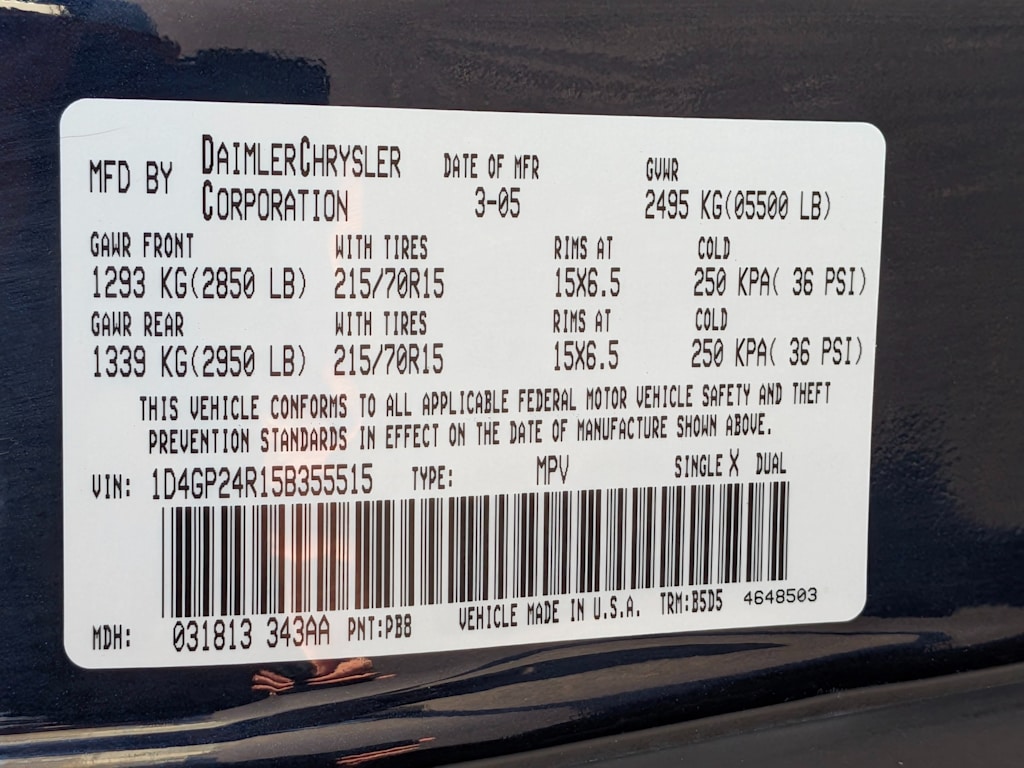 MFD BY DAIMLERCHRYSLER CORPORATION DATE OF MFR 3-05 GVWR 2495 KG(05500 LB)
GAWR FRONT WITH TIRES RIMS AT COLD
1293 KG(2850 LB) 215/70R15 15X6.5 250 KPA( 36 PSI)
GAWR REAR WITH TIRES RIMS AT COLD
1339 KG(2950 LB) 215/70R15 15X6.5 250 KPA( 36 PSI)
THIS VEHICLE CONFORMS TO ALL APPLICABLE FEDERAL MOTOR VEHICLE SAFETY AND THEFT
PREVENTION STANDARDS IN EFFECT ON THE DATE OF MANUFACTURE SHOWN ABOVE.
VIN: 1D4GP24R15B355515 TYPE: MPV SINGLE X DUAL
MDH: 031813 343AA PNT:PB8 VEHICLE MADE IN U.S.A. TRM:B5D5 4648503